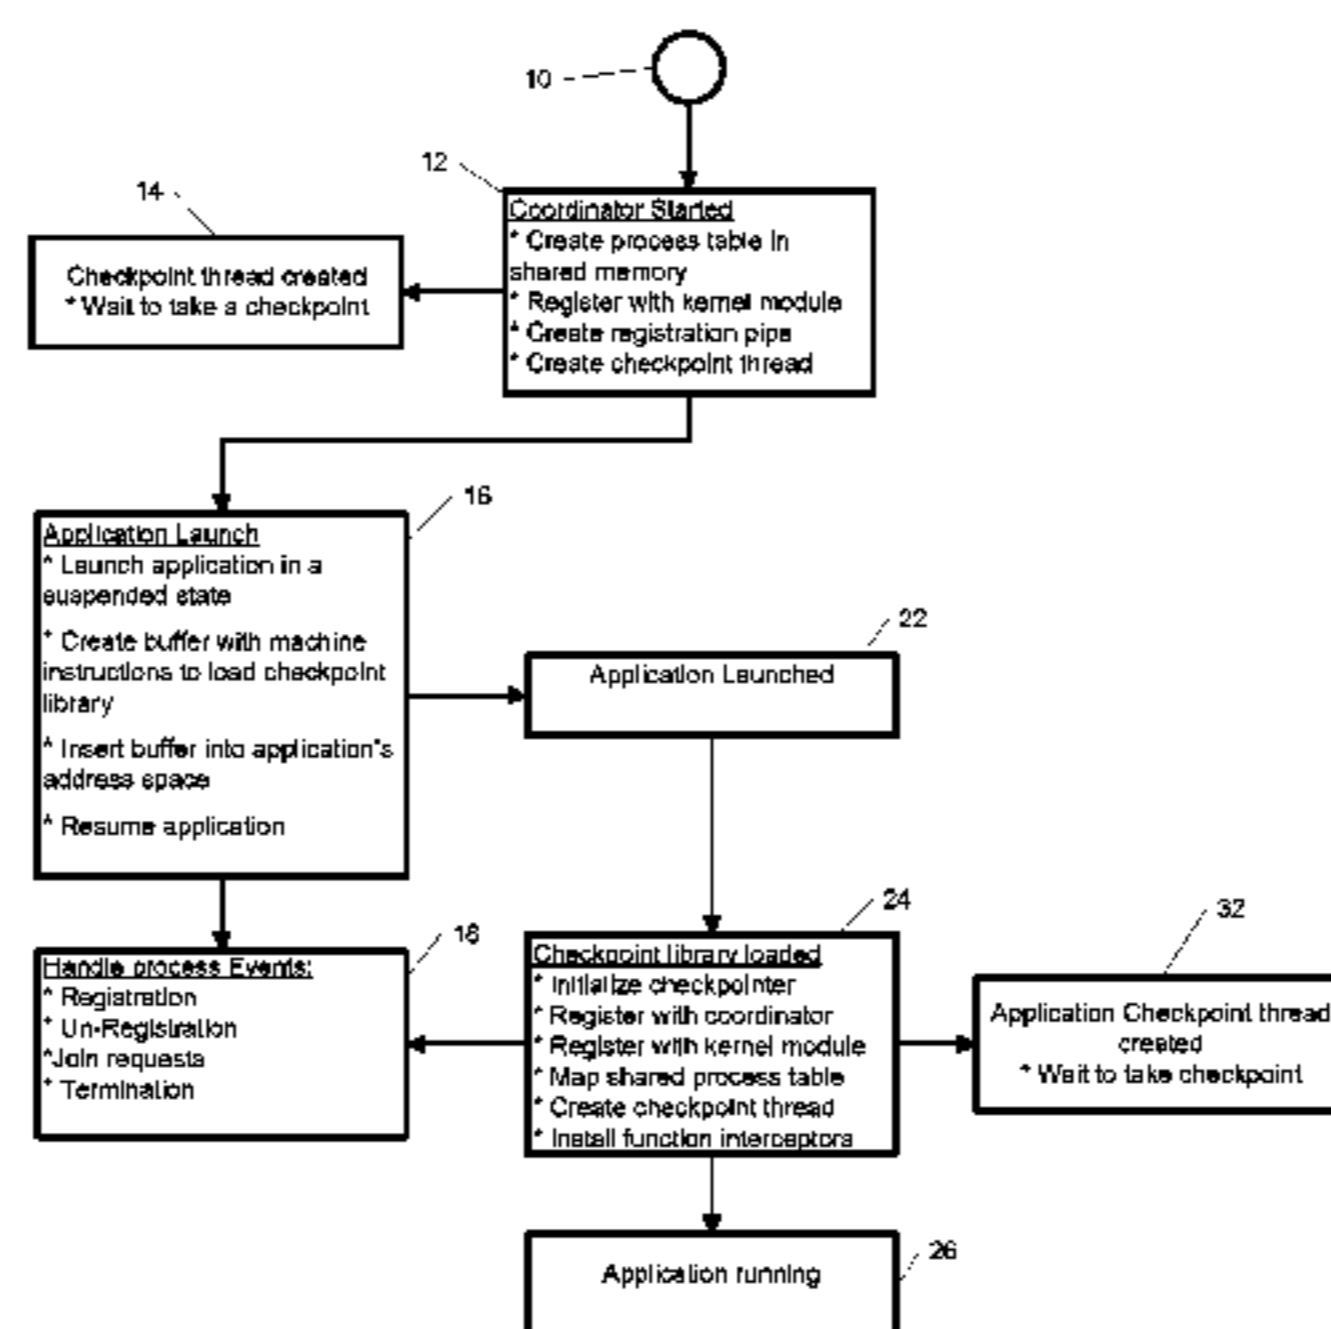 10
12
Coordinator Started
* Create process table in
shared memory
* Register with kernel module
* Create registration pipe
* Create checkpoint thread
14
Checkpoint thread created
* Wait to take a checkpoint
16
Application Launch
* Launch application in a
suspended state
* Create buffer with machine
instructions to load checkpoint
library
* Insert buffer into application's
address space
* Resume application
22
Application Launched
18
Handle process Events:
* Registration
* Un-Registration
*Join requests
* Termination
24
Checkpoint library loaded
* Initialize checkpointer
* Register with coordinator
* Register with kernel module
* Map shared process table
* Create checkpoint thread
* Install function interceptors
32
Application Checkpoint thread
created
* Wait to take checkpoint
26
Application running